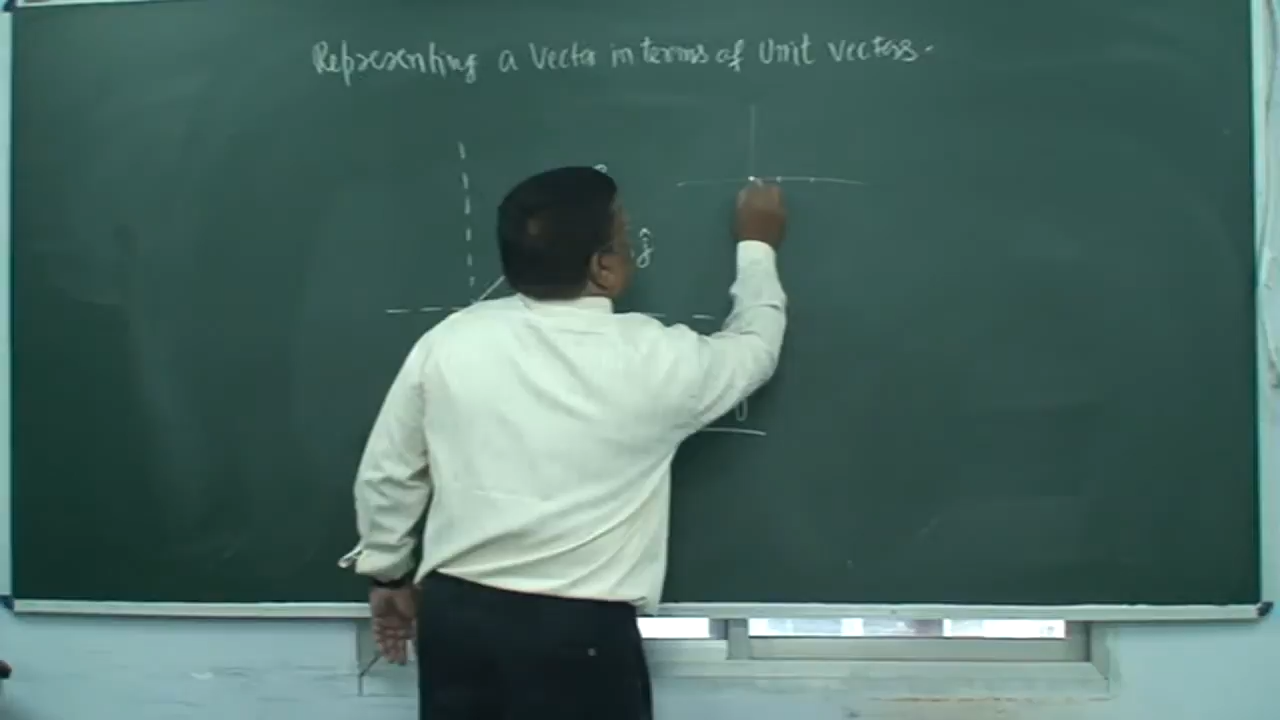 Representing a Vector in terms of Unit vectors.
ĵ